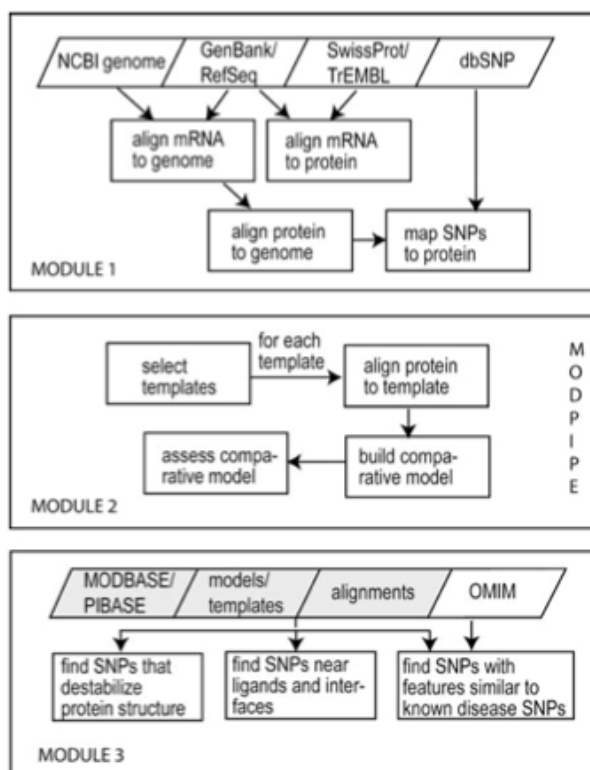 NCBI genome
GenBank/
RefSeq
SwissProt/
TrEMBL
dbSNP
align mRNA
to genome
align mRNA
to protein
align protein
to genome
map SNPs
to protein
MODULE 1
select
templates
for each
template
align protein
to template
assess compa-
rative model
build compa-
rative model
MODPIPE
MODULE 2
MODBASE/
PIBASE
models/
templates
alignments
OMIM
find SNPs that
destabilize
protein structure
find SNPs near
ligands and inter-
faces
find SNPs with
features similar to
known disease SNPs
MODULE 3